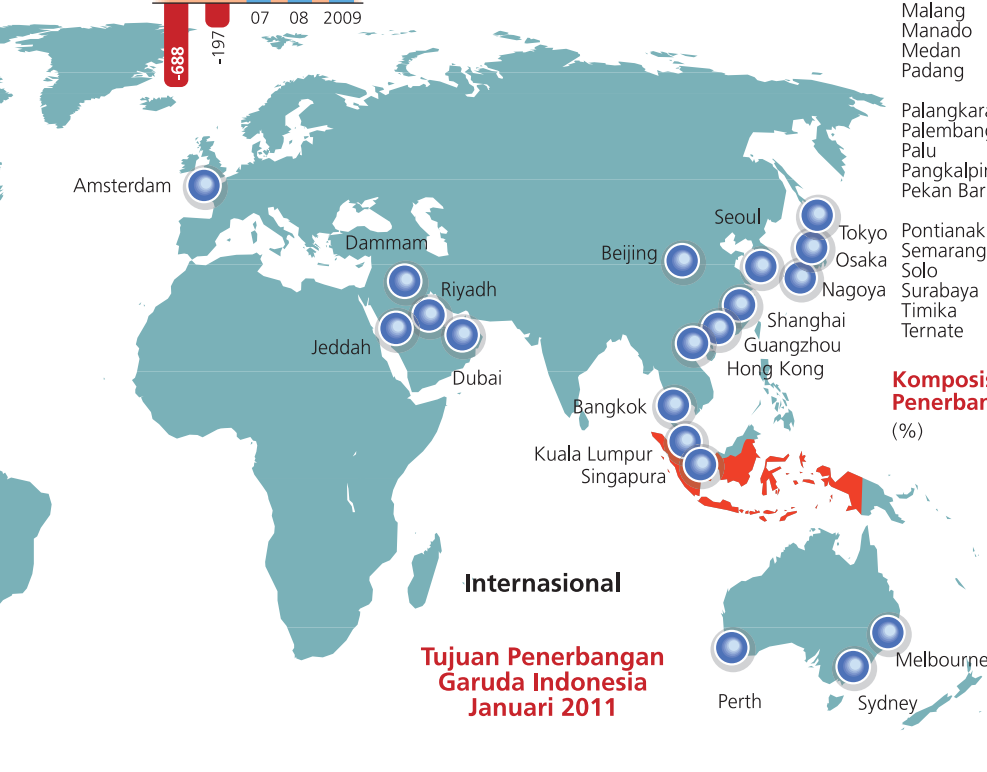 -688
-197
07 08 2009
Malang
Manado
Medan
Padang
Palembang
Palu
Pontianak
Semarang
Solo
Surabaya
Timika
Ternate
Komposis
Penerban
(%)
Amsterdam
Dammam
Riyadh
Jeddah
Dubai
Seoul
Beijing
Tokyo
Osaka
Nagoya
Shanghai
Guangzhou
Hong Kong
Bangkok
Kuala Lumpur
Singapura
Internasional
Tujuan Penerbangan
Garuda Indonesia
Januari 2011
Perth
Melbourne
Sydney